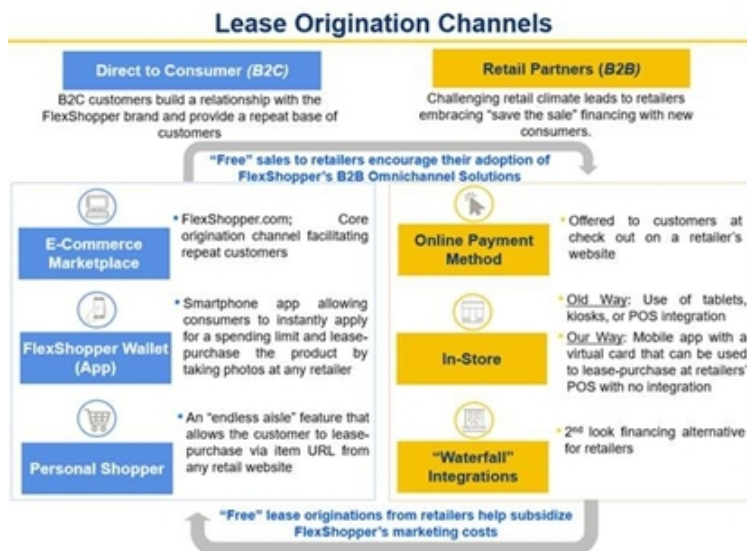 Lease Origination Channels
Direct to Consumer (B2C)
B2C customers build a relationship with the
FlexShopper brand and provide a repeat base of
customers
Retail Partners (B2B)
Challenging retail climate leads to retailers
embracing “save the sale” financing with new
consumers.
“Free” sales to retailers encourage their adoption of
FlexShopper’s B2B Omnichannel Solutions
E-Commerce
Marketplace
▪ FlexShopper.com; Core
origination channel facilitating
repeat customers
FlexShopper Wallet
(App)
▪ Smartphone app allowing
consumers to instantly apply
for a spending limit and lease-
purchase the product by
taking photos at any retailer
Personal Shopper
▪ An “endless aisle” feature that
allows the customer to lease-
purchase via item URL from
any retail website
Online Payment
Method
▪ Offered to customers at
check out on a retailer’s
website
In-Store
▪ Old Way: Use of tablets,
kiosks, or POS integration
▪ Our Way: Mobile app with a
virtual card that can be used
to lease-purchase at retailers’
POS with no integration
“Waterfall”
Integrations
▪ 2nd look financing alternative
for retailers
“Free” lease originations from retailers help subsidize
FlexShopper’s marketing costs